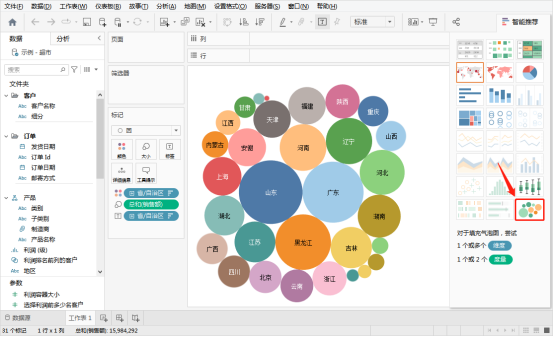 文件(F) 数据(D) 工作表(W) 仪表板(B) 故事(T) 分析(A) 地图(M) 设置格式(O) 服务器(S) 窗口(N) 帮助(H)
标准
智能推荐
数据 分析
示例 - 超市
搜索
文件夹
客户
Abc 客户名称
Abc 细分
订单
发货日期
Abc 订单 Id
订单日期
Abc 邮寄方式
产品
Abc 类别
Abc 子类别
制造商
Abc 产品名称
利润 (级)
利润排名前列的客户
Abc 地区
参数
利润容器大小
选择利润前多少名客户
页面
筛选器
标记
圆
颜色 大小 标签
详细信息 工具提示
省/自治区
总和(销售额)
省/自治区
列
行
甘肃
福建
陕西
重庆
江西
天津
山西
内蒙古
安徽
河南
辽宁
河北
上海
山东
广东
湖南
湖北
江苏
黑龙江
吉林
广西
四川
北京
云南
浙江
对于填充气泡图，尝试
1 个或多个 维度
1 个或 2 个 度量
数据源 工作表 1
31 个标记 1 行 x 1 列 总和(销售额): 15,984,292